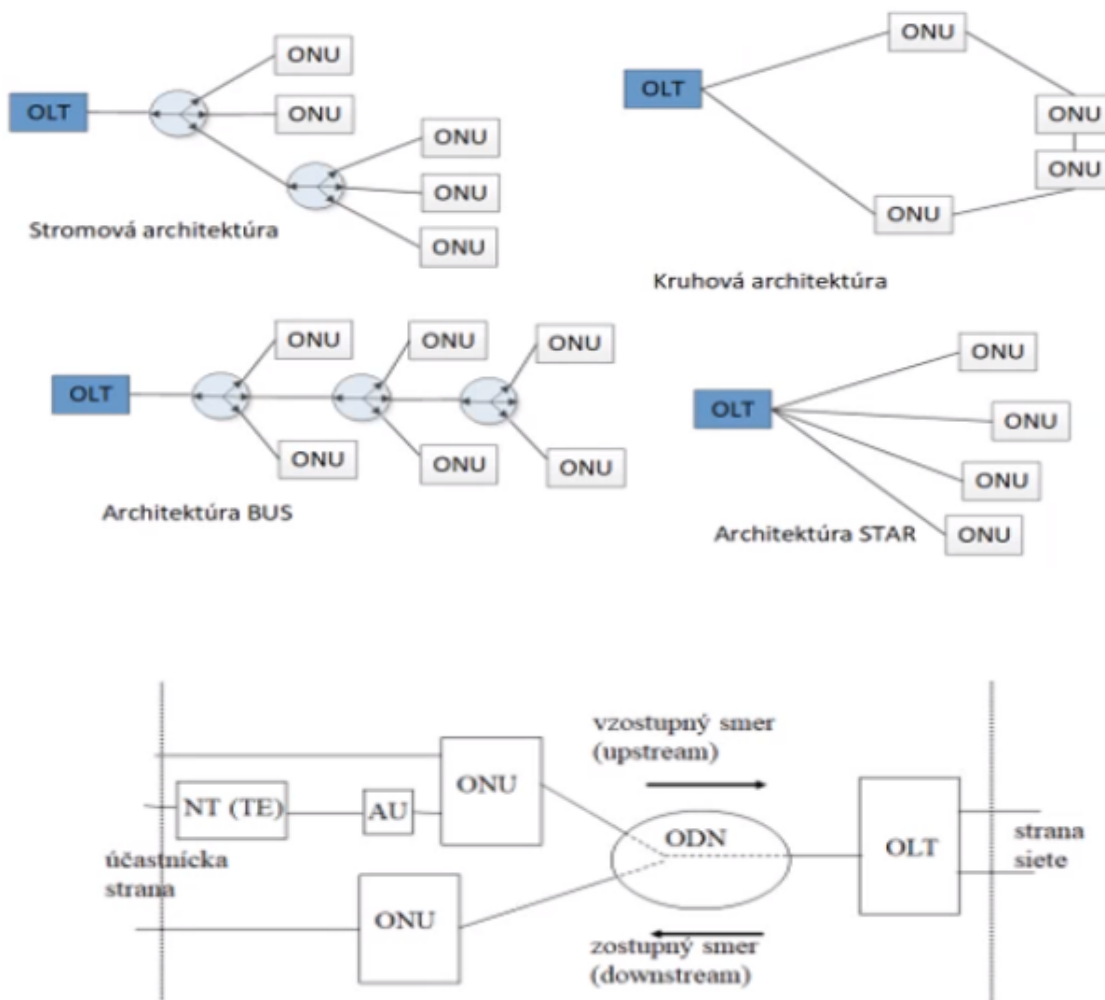 ONU
OLT
ONU
ONU
ONU
ONU
Stromová architektúra
ONU
OLT
ONU
ONU
ONU
Kruhová architektúra
ONU
ONU
ONU
OLT
ONU
ONU
ONU
Architektúra BUS
ONU
OLT
ONU
ONU
ONU
Architektúra STAR
vzostupný smer
(upstream)
ONU
NT (TE)
AU
ODN
OLT
strana
siete
účastnícka
strana
ONU
zostupný smer
(downstream)